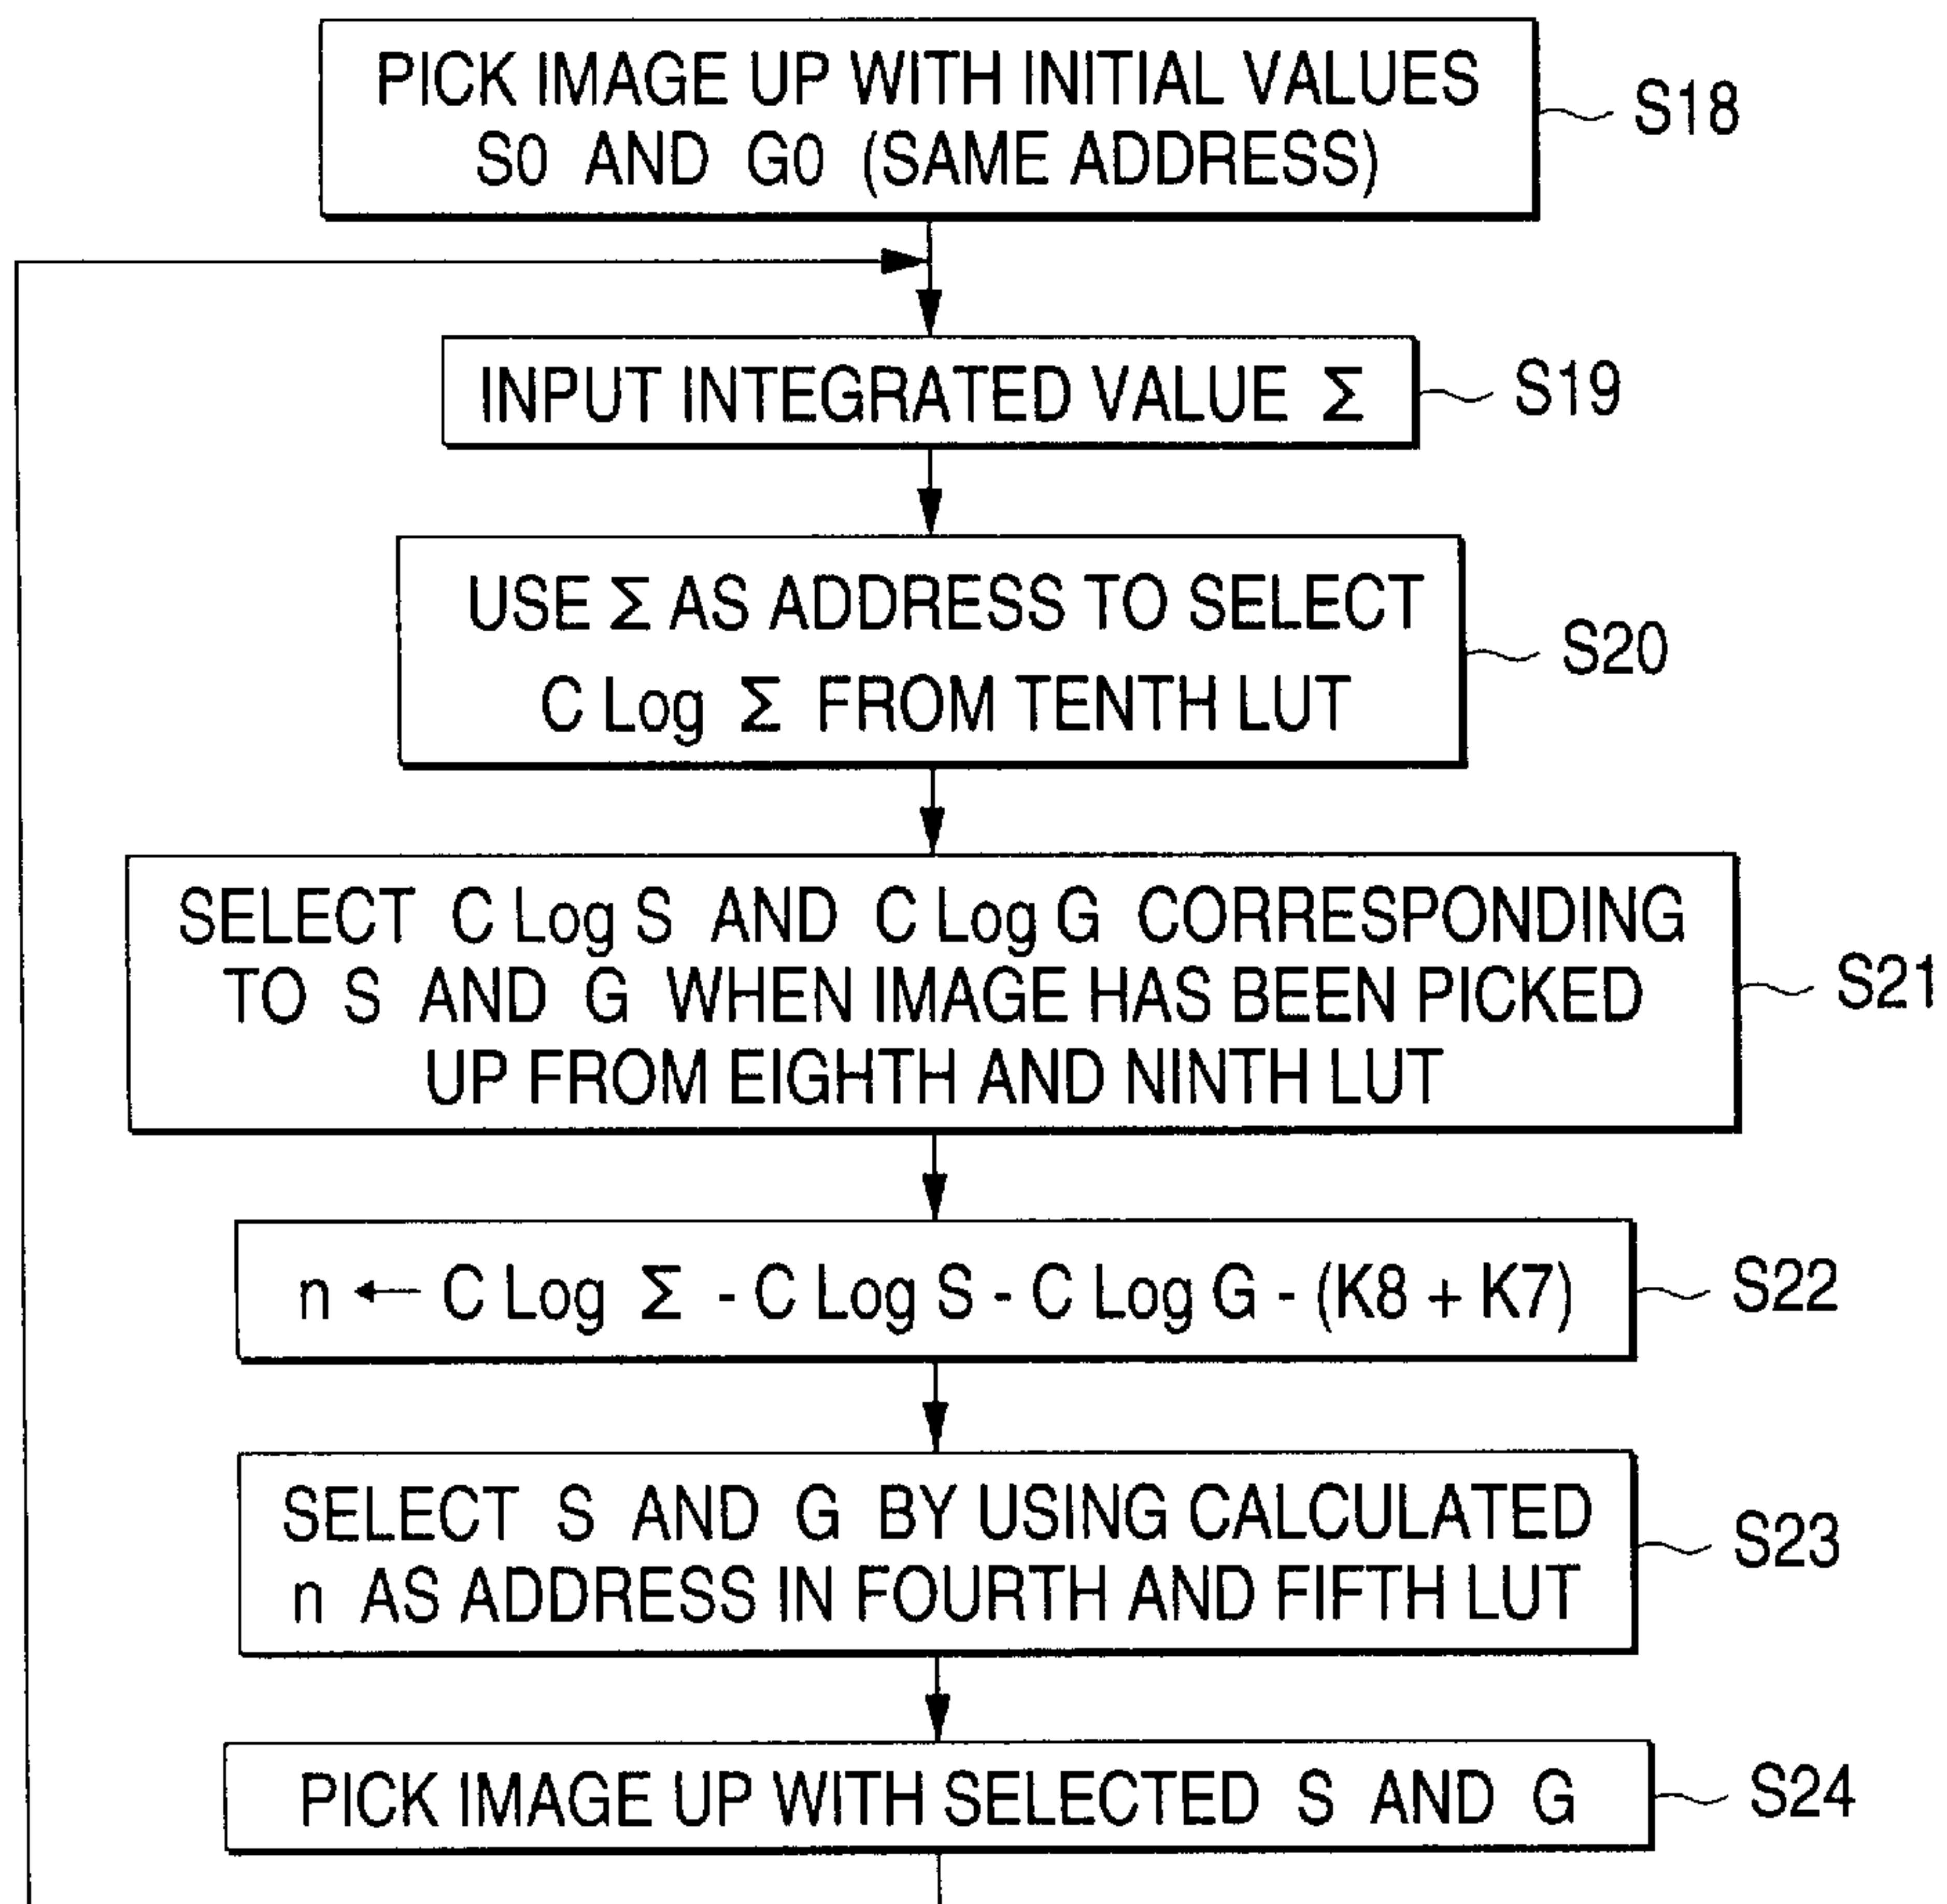 PICK IMAGE UP WITH INITIAL VALUES
S0 AND G0 (SAME ADDRESS)
S18
INPUT INTEGRATED VALUE Σ
S19
USE Σ AS ADDRESS TO SELECT
C Log Σ FROM TENTH LUT
S20
SELECT C Log S AND C Log G CORRESPONDING
TO S AND G WHEN IMAGE HAS BEEN PICKED
UP FROM EIGHTH AND NINTH LUT
S21
n ← C Log Σ - C Log S - C Log G - (K8 + K7)
S22
SELECT S AND G BY USING CALCULATED
n AS ADDRESS IN FOURTH AND FIFTH LUT
S23
PICK IMAGE UP WITH SELECTED S AND G
S24